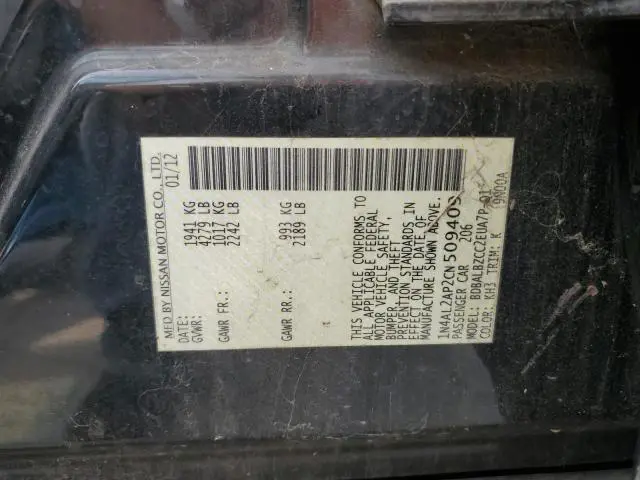 MFD BY NISSAN MOTOR CO., LTD.
DATE: 01/12
GVWR: 1941 KG
4279 LB
GAWR FR: 1017 KG
2242 LB
GAWR RR: 993 KG
2189 LB
THIS VEHICLE CONFORMS TO
ALL APPLICABLE FEDERAL
MOTOR VEHICLE SAFETY,
BUMPER AND THEFT
PREVENTION STANDARDS IN
EFFECT ON THE DATE OF
MANUFACTURE SHOWN ABOVE.
1N4AL2AP2CN509409
PASSENGER CAR 206
MODEL: BDBALBZCC2EUA7P
COLOR: KH3 TRIM: K 9N00A